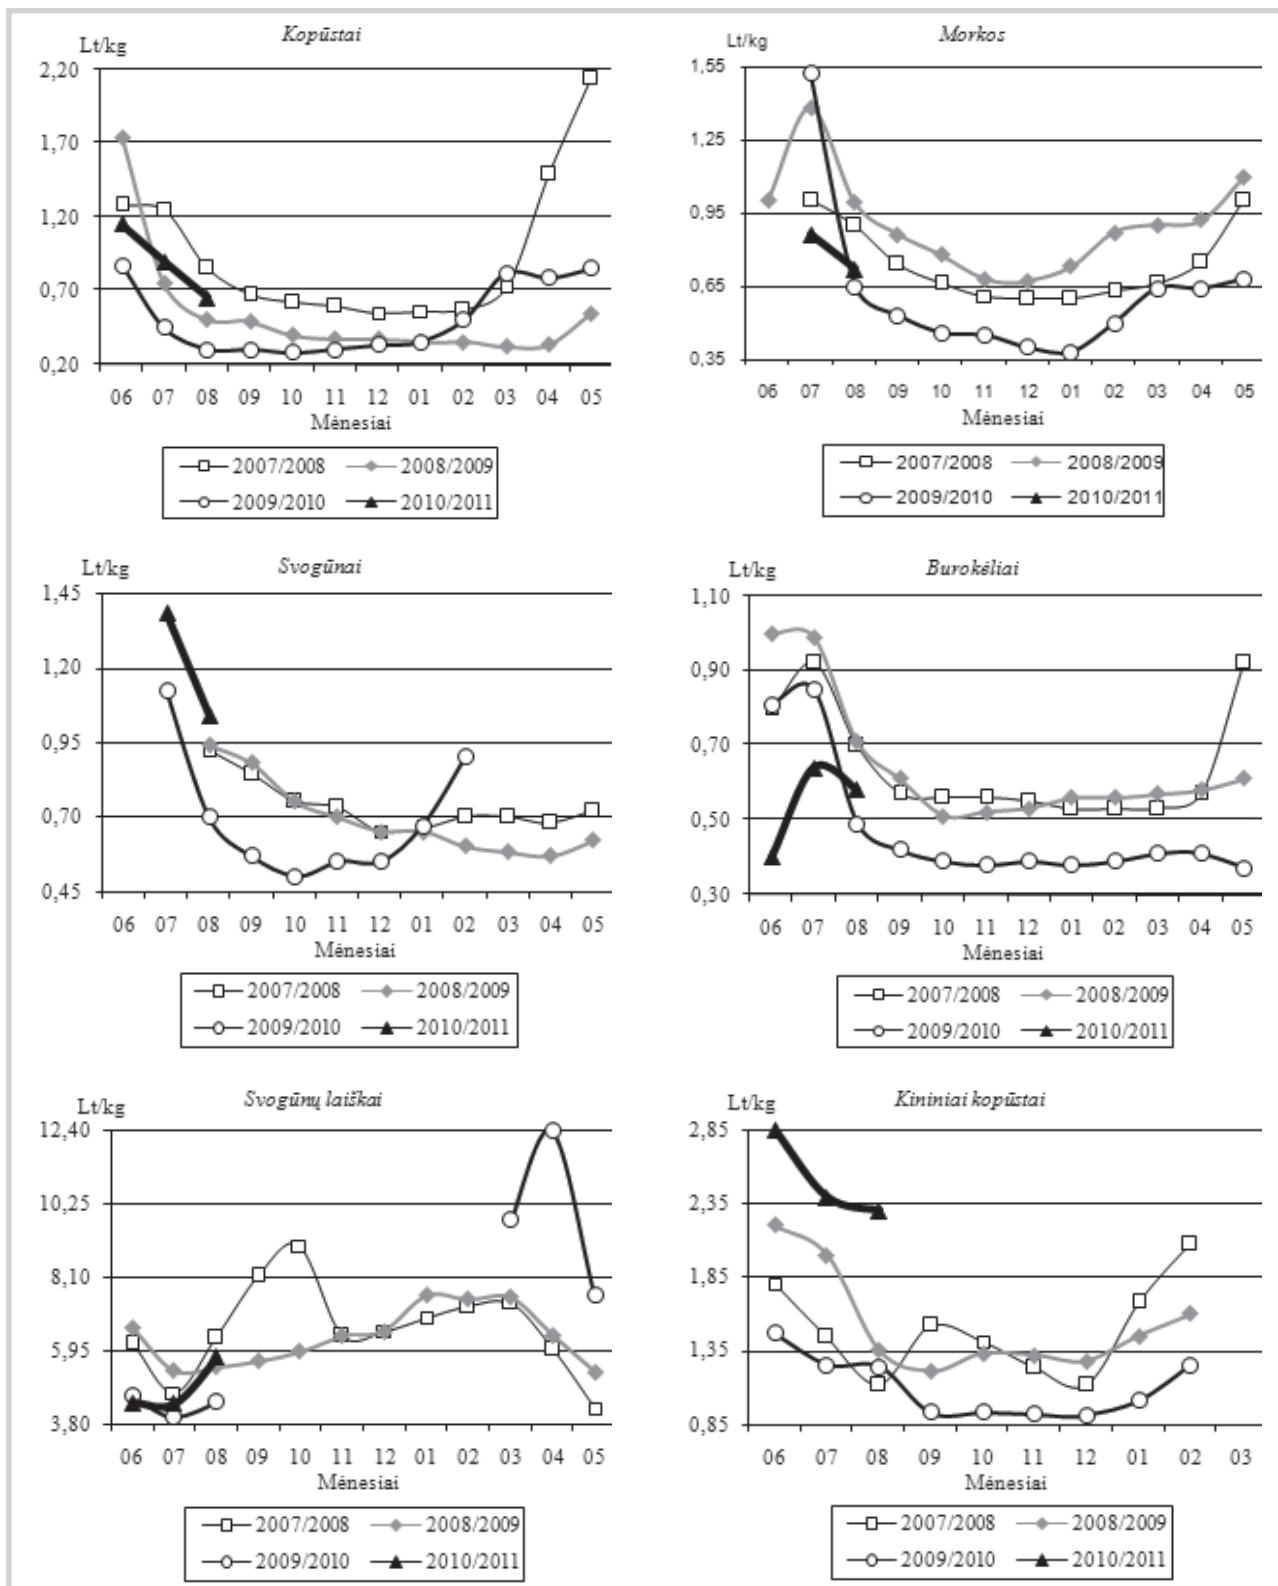 Kopūstai
Lt/kg
2,20
1,70
1,20
0,70
0,20
06 07 08 09 10 11 12 01 02 03 04 05
Mėnesiai
2007/2008 2008/2009
2009/2010 2010/2011
Morkos
Lt/kg
1,55
1,25
0,95
0,65
0,35
06 07 08 09 10 11 12 01 02 03 04 05
Mėnesiai
2007/2008 2008/2009
2009/2010 2010/2011
Svogūnai
Lt/kg
1,45
1,20
0,95
0,70
0,45
06 07 08 09 10 11 12 01 02 03 04 05
Mėnesiai
2007/2008 2008/2009
2009/2010 2010/2011
Burokėliai
Lt/kg
1,10
0,90
0,70
0,50
0,30
06 07 08 09 10 11 12 01 02 03 04 05
Mėnesiai
2007/2008 2008/2009
2009/2010 2010/2011
Svogūnų laiškai
Lt/kg
12,40
10,25
8,10
5,95
3,80
06 07 08 09 10 11 12 01 02 03 04 05
Mėnesiai
2007/2008 2008/2009
2009/2010 2010/2011
Kininiai kopūstai
Lt/kg
2,85
2,35
1,85
1,35
0,85
06 07 08 09 10 11 12 01 02 03
Mėnesiai
2007/2008 2008/2009
2009/2010 2010/2011